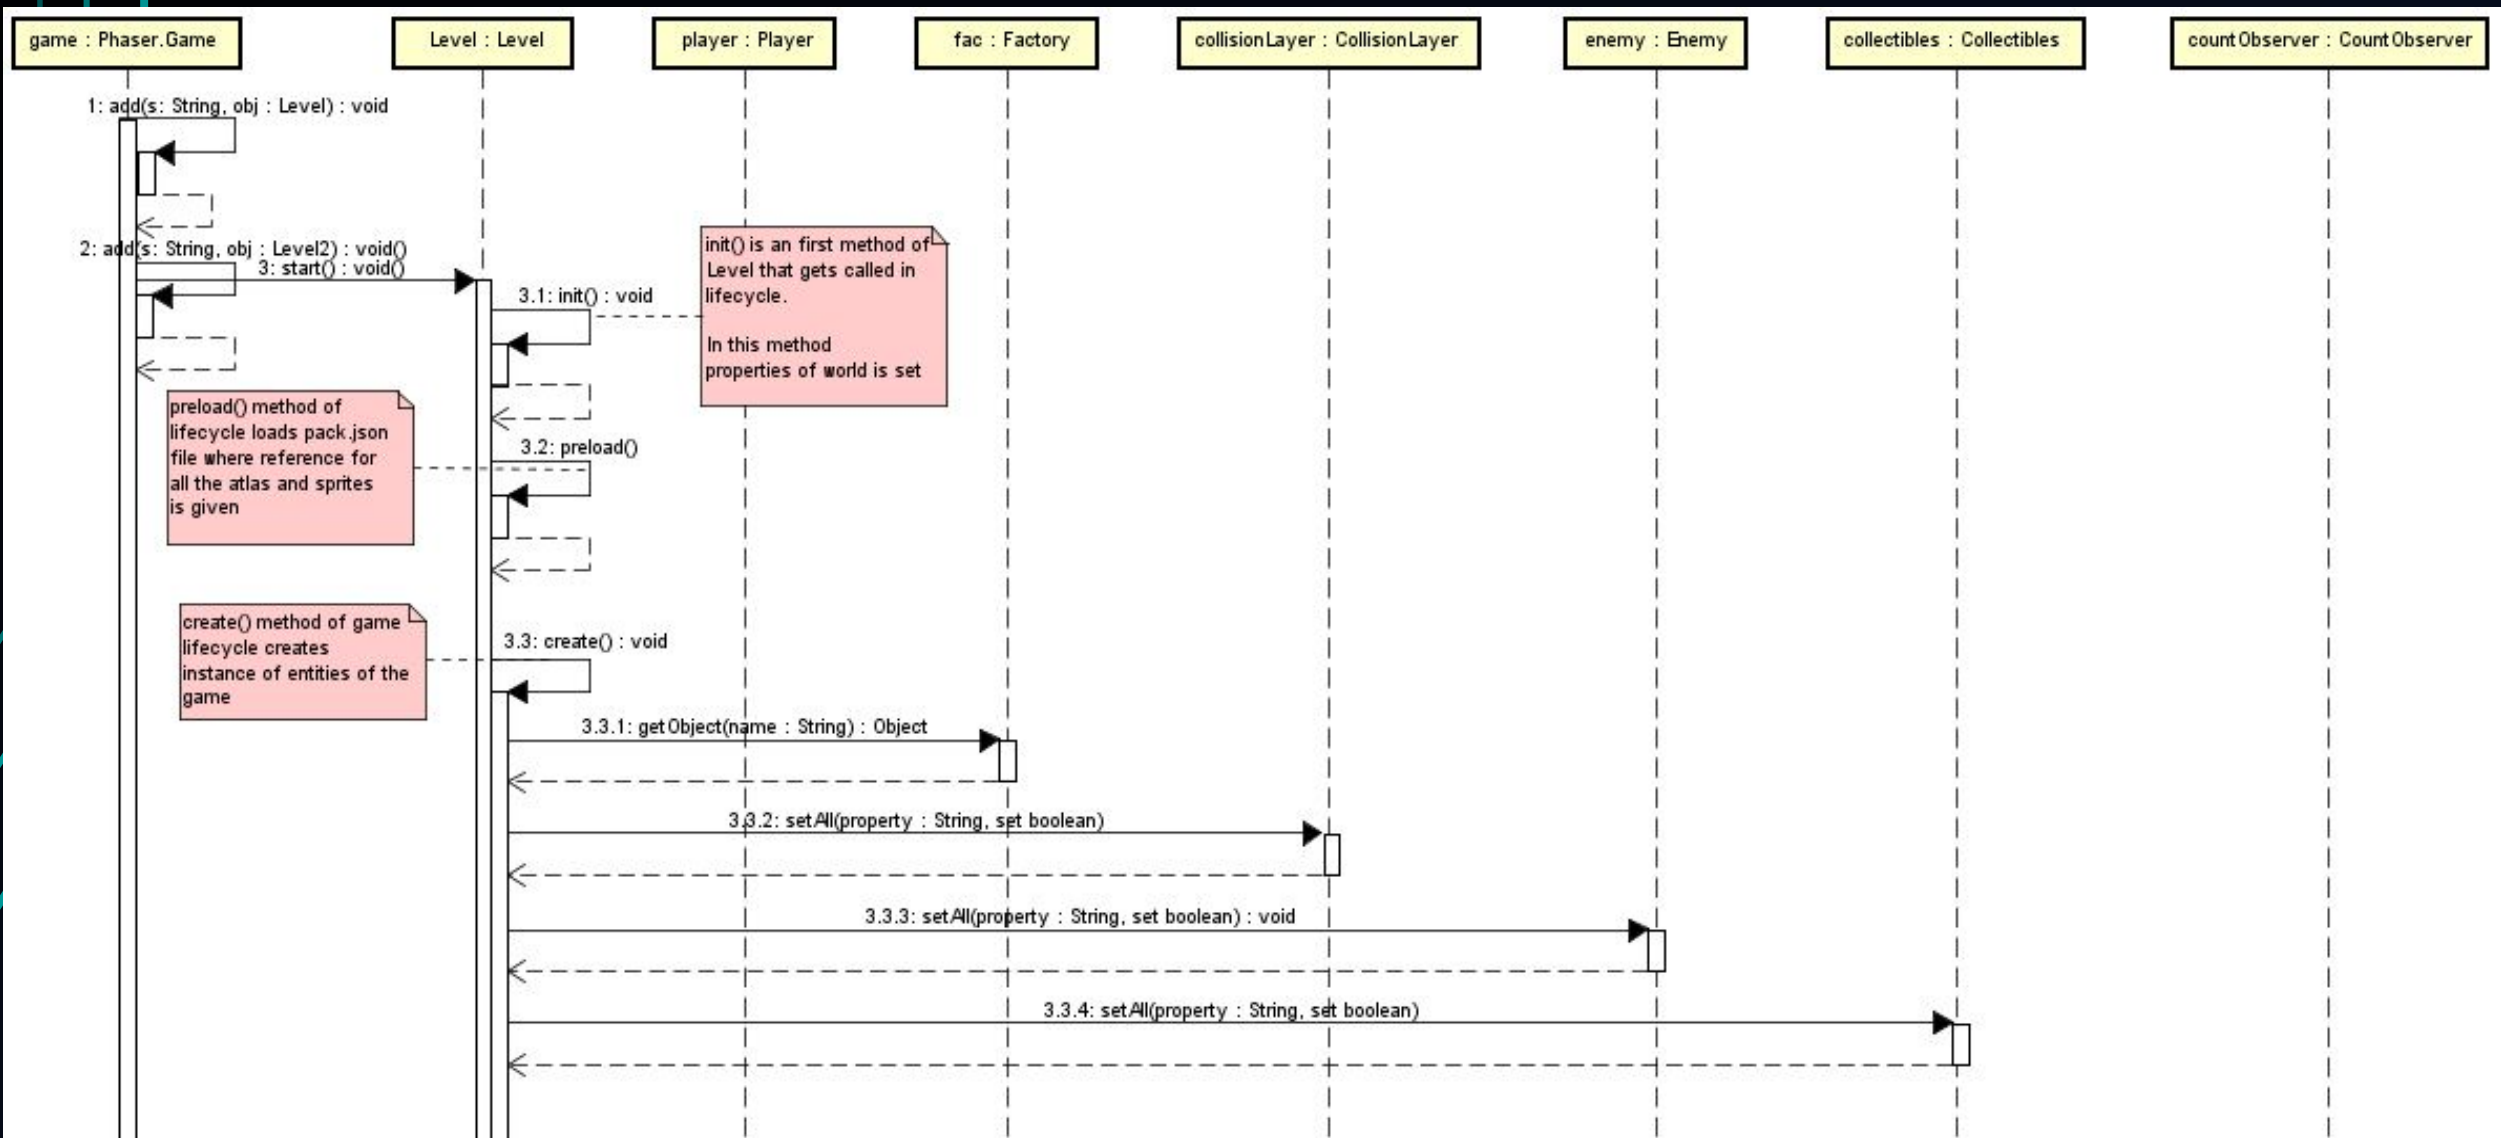 game : Phaser.Game
Level : Level
player : Player
fac : Factory
collisionLayer : CollisionLayer
enemy : Enemy
collectibles : Collectibles
countObserver : CountObserver
1: add(s: String, obj : Level) : void
2: add(s: String, obj : Level2) : void()
3: start() : void()
init() is an first method of
Level that gets called in
lifecycle.
In this method
properties of world is set
3.1: init() : void
preload() method of
lifecycle loads pack.json
file where reference for
all the atlas and sprites
is given
3.2: preload()
create() method of game
lifecycle creates
instance of entities of the
game
3.3: create() : void
3.3.1: getObject(name : String) : Object
3.3.2: setAll(property : String, set boolean)
3.3.3: setAll(property : String, set boolean) : void
3.3.4: setAll(property : String, set boolean)